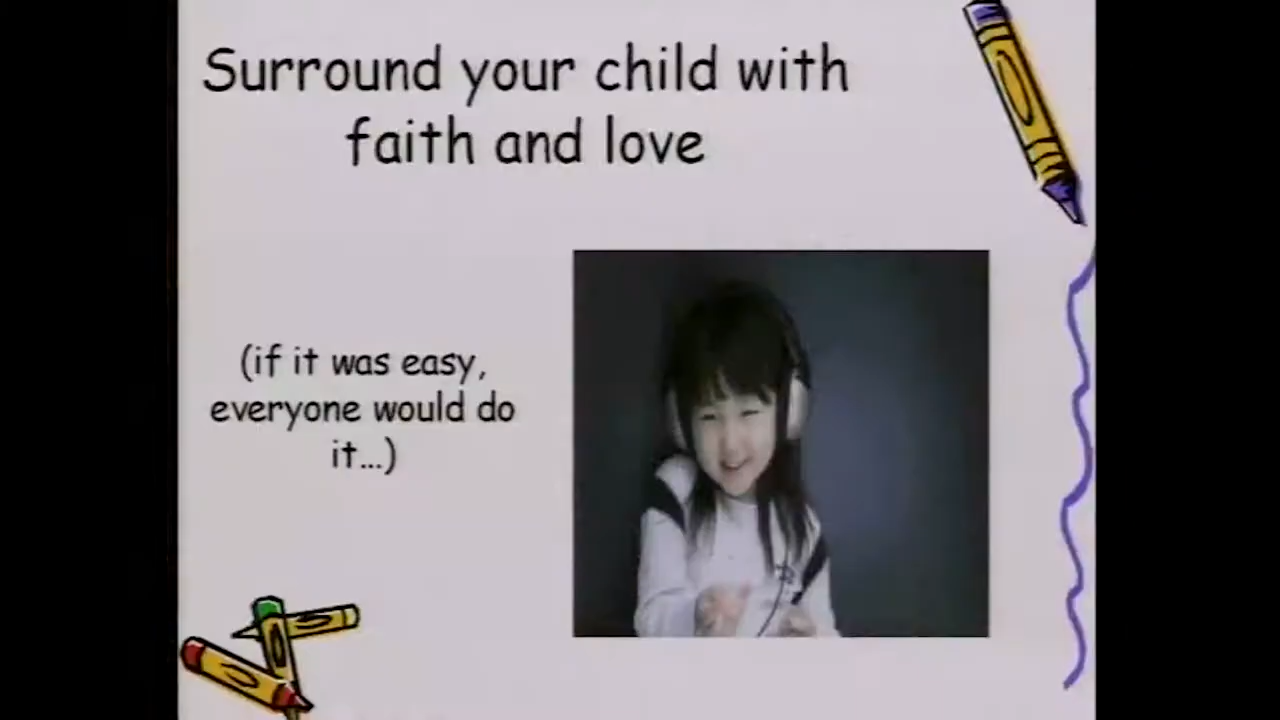 Surround your child with
faith and love
(if it was easy,
everyone would do
it...)